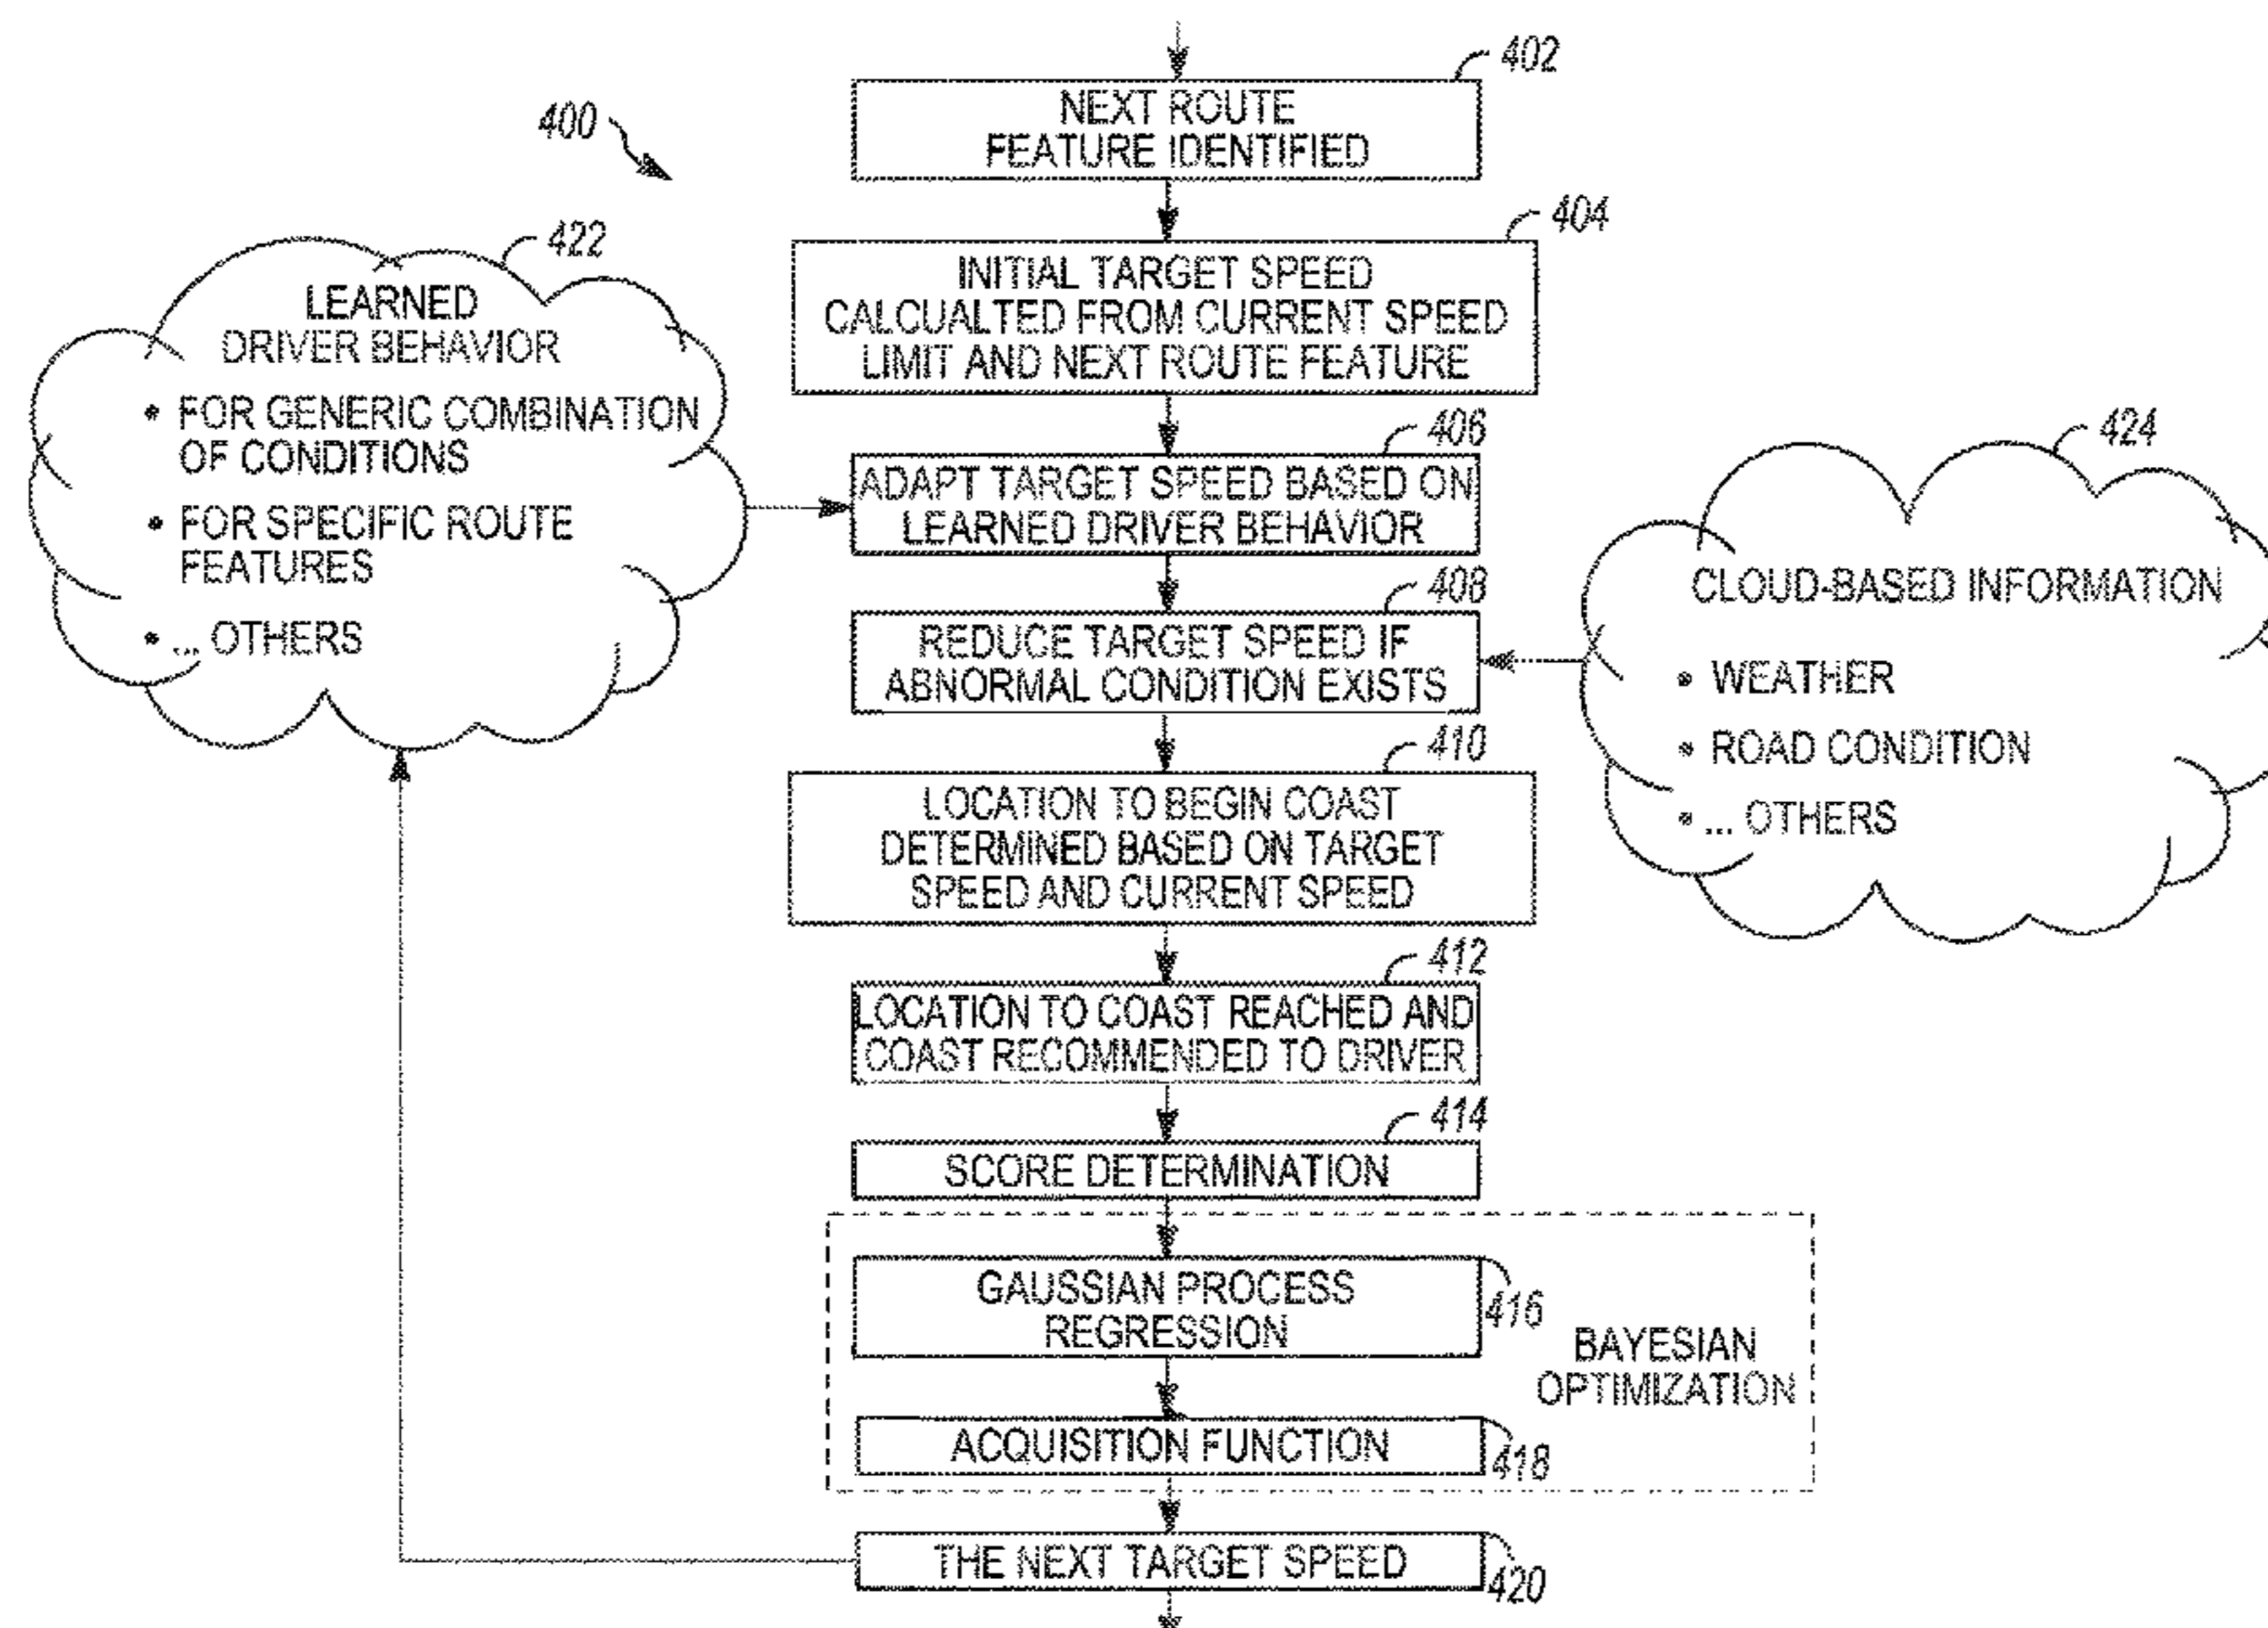 402
NEXT ROUTE
FEATURE IDENTIFIED
400
404
INITIAL TARGET SPEED
CALCUALTED FROM CURRENT SPEED
LIMIT AND NEXT ROUTE FEATURE
422
LEARNED
DRIVER BEHAVIOR
• FOR GENERIC COMBINATION
OF CONDITIONS
• FOR SPECIFIC ROUTE
FEATURES
• ... OTHERS
406
ADAPT TARGET SPEED BASED ON
LEARNED DRIVER BEHAVIOR
424
CLOUD-BASED INFORMATION
• WEATHER
• ROAD CONDITION
• ... OTHERS
408
REDUCE TARGET SPEED IF
ABNORMAL CONDITION EXISTS
410
LOCATION TO BEGIN COAST
DETERMINED BASED ON TARGET
SPEED AND CURRENT SPEED
412
LOCATION TO COAST REACHED AND
COAST RECOMMENDED TO DRIVER
414
SCORE DETERMINATION
GAUSSIAN PROCESS
REGRESSION
416
BAYESIAN
OPTIMIZATION
ACQUISITION FUNCTION
418
THE NEXT TARGET SPEED
420